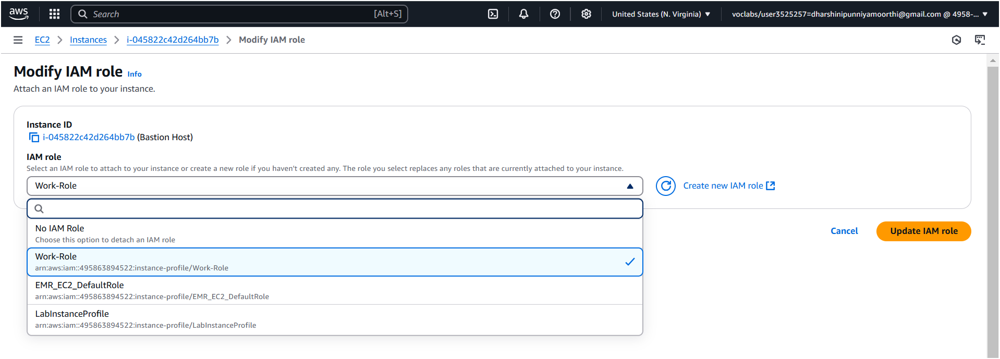 aws
Search [Alt+S]
United States (N. Virginia)
voclabs/user3525257=dharshinipunniyamoorthi@gmail.com @ 4958-...
EC2 Instances i-045822c42d264bb7b Modify IAM role
Modify IAM role Info
Attach an IAM role to your instance.
Instance ID
i-045822c42d264bb7b (Bastion Host)
IAM role
Select an IAM role to attach to your instance or create a new role if you haven't created any. The role you select replaces any roles that are currently attached to your instance.
Work-Role
Create new IAM role
No IAM Role
Choose this option to detach an IAM role
Cancel Update IAM role
Work-Role
arn:aws:iam::495863894522:instance-profile/Work-Role
EMR_EC2_DefaultRole
arn:aws:iam::495863894522:instance-profile/EMR_EC2_DefaultRole
LabInstanceProfile
arn:aws:iam::495863894522:instance-profile/LabInstanceProfile